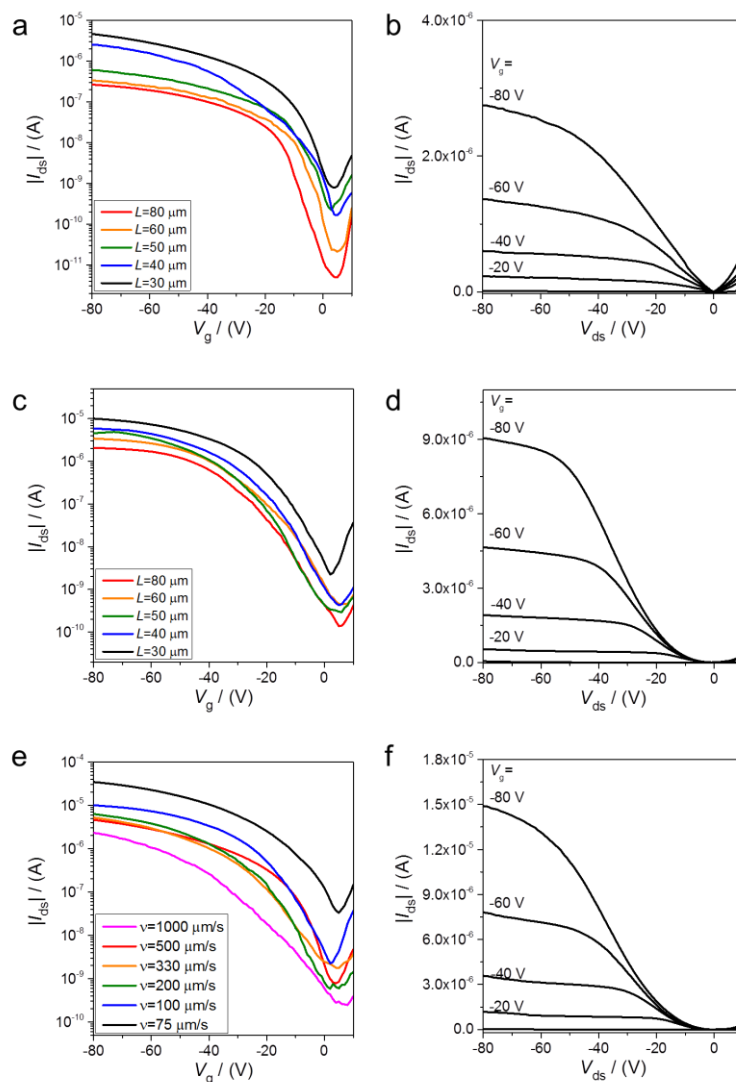 a
10⁻⁵
10⁻⁶
10⁻⁷
10⁻⁸
10⁻⁹
10⁻¹⁰
10⁻¹¹
|I_ds| / (A)
L=80 μm
L=60 μm
L=50 μm
L=40 μm
L=30 μm
-80 -60 -40 -20 0
V_g / (V)
b
4.0x10⁻⁶
2.0x10⁻⁶
0.0
|I_ds| / (A)
V_g =
-80 V
-60 V
-40 V
-20 V
-80 -60 -40 -20 0
V_ds / (V)
c
10⁻⁵
10⁻⁶
10⁻⁷
10⁻⁸
10⁻⁹
10⁻¹⁰
|I_ds| / (A)
L=80 μm
L=60 μm
L=50 μm
L=40 μm
L=30 μm
-80 -60 -40 -20 0
V_g / (V)
d
9.0x10⁻⁶
6.0x10⁻⁶
3.0x10⁻⁶
0.0
|I_ds| / (A)
V_g =
-80 V
-60 V
-40 V
-20 V
-80 -60 -40 -20 0
V_ds / (V)
e
10⁻⁴
10⁻⁵
10⁻⁶
10⁻⁷
10⁻⁸
10⁻⁹
10⁻¹⁰
|I_ds| / (A)
ν=1000 μm/s
ν=500 μm/s
ν=330 μm/s
ν=200 μm/s
ν=100 μm/s
ν=75 μm/s
-80 -60 -40 -20 0
V_g / (V)
f
1.8x10⁻⁵
1.5x10⁻⁵
1.2x10⁻⁵
9.0x10⁻⁶
6.0x10⁻⁶
3.0x10⁻⁶
0.0
|I_ds| / (A)
V_g =
-80 V
-60 V
-40 V
-20 V
-80 -60 -40 -20 0
V_ds / (V)